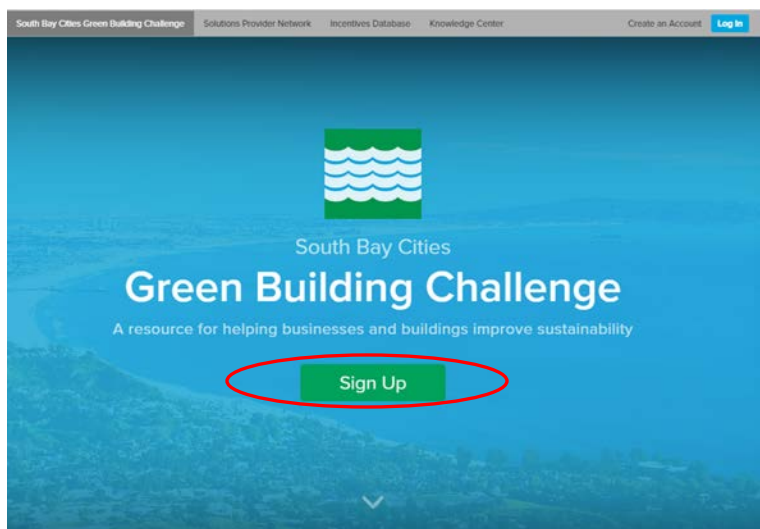 South Bay Cities Green Building Challenge Solutions Provider Network Incentives Database Knowledge Center Create an Account Log In
South Bay Cities
Green Building Challenge
A resource for helping businesses and buildings improve sustainability
Sign Up